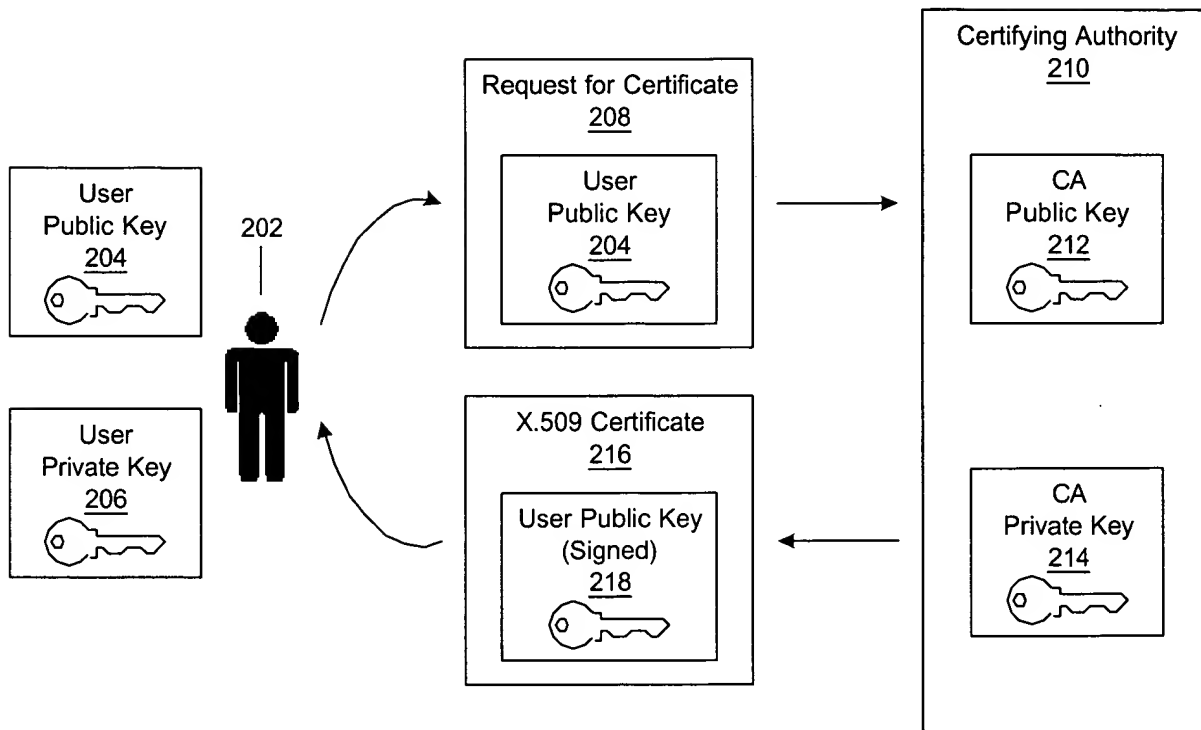 Certifying Authority
210
Request for Certificate
208
User
Public Key
204
202
User
Public Key
204
CA
Public Key
212
User
Private Key
206
X.509 Certificate
216
User Public Key
(Signed)
218
CA
Private Key
214